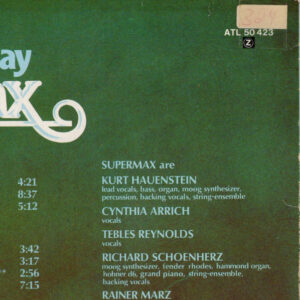 ATL 50 423
Z
ay
ax
SUPERMAX are
4:21
KURT HAUENSTEIN
lead vocals, bass, organ, moog synthesizer,
8:37
percussion, backing vocals, string-ensemble
5:12
CYNTHIA ARRICH
vocals
TEBLES REYNOLDS
vocals
3:42
RICHARD SCHOENHERZ
3:17
moog synthesizer, fender rhodes, hammond organ,
2:56
hohner d6, grand piano, string-ensemble,
7:15
backing vocals
RAINER MARZ